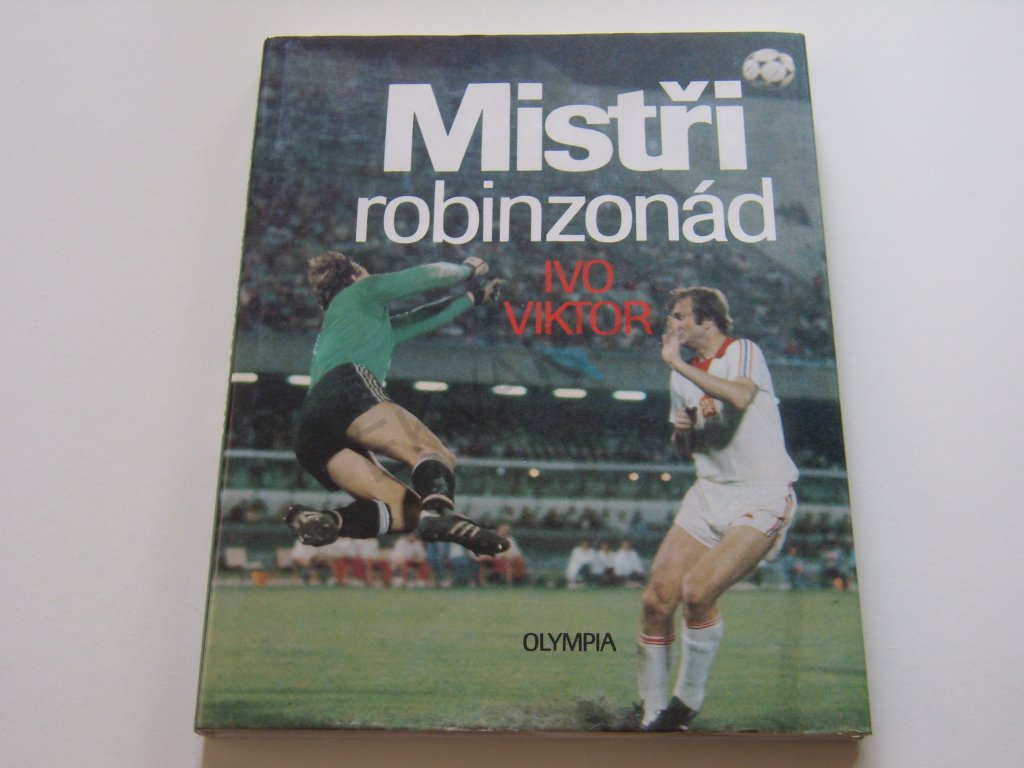 Mistři
robinzonád
IVO
VIKTOR
OLYMPIA